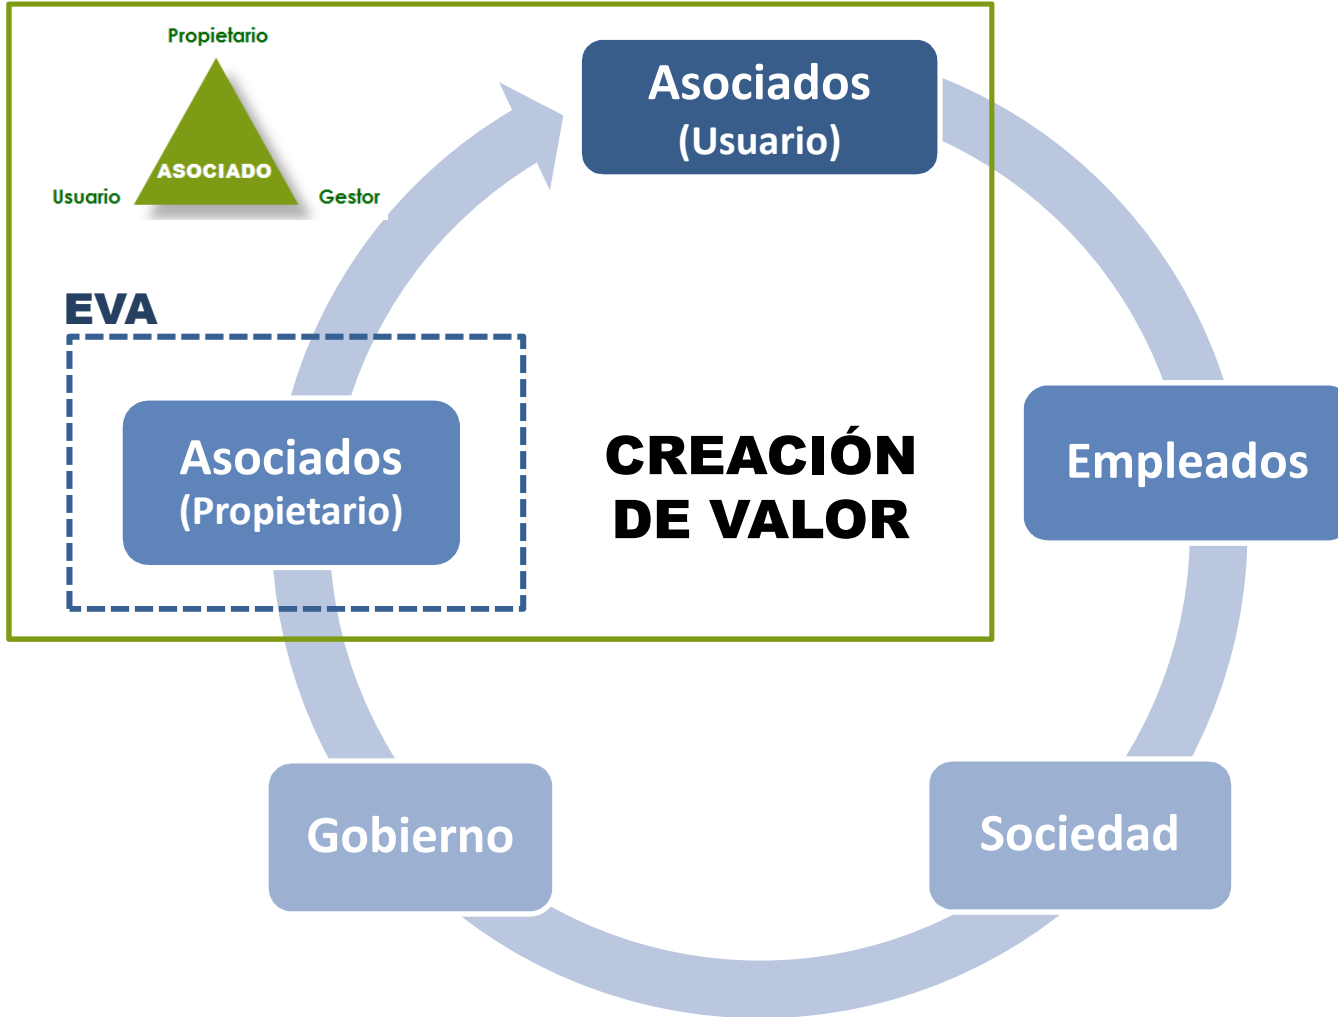 Propietario
ASOCIADO
Usuario
Gestor
Asociados
(Usuario)
EVA
Asociados
(Propietario)
CREACIÓN
DE VALOR
Empleados
Gobierno
Sociedad